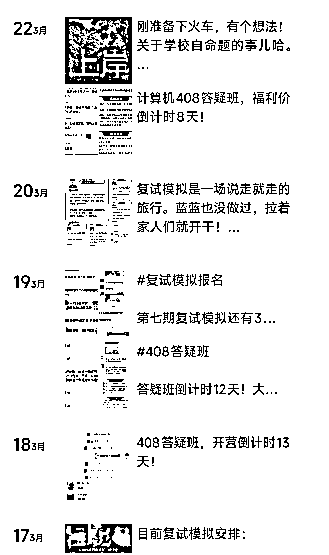 22 3月
上岸
刚准备下火车，有个想法！
关于学校自命题的事儿哈。
...
计算机408答疑班，福利价
倒计时8天！
20 3月
复试模拟是一场说走就走的
旅行。蓝蓝也没做过，拉着
家人们就开干！...
19 3月
#复试模拟报名
第七期复试模拟还有3...
#408答疑班
答疑班倒计时12天！大...
18 3月
408答疑班，开营倒计时13
天！
17 3月
目前复试模拟安排：